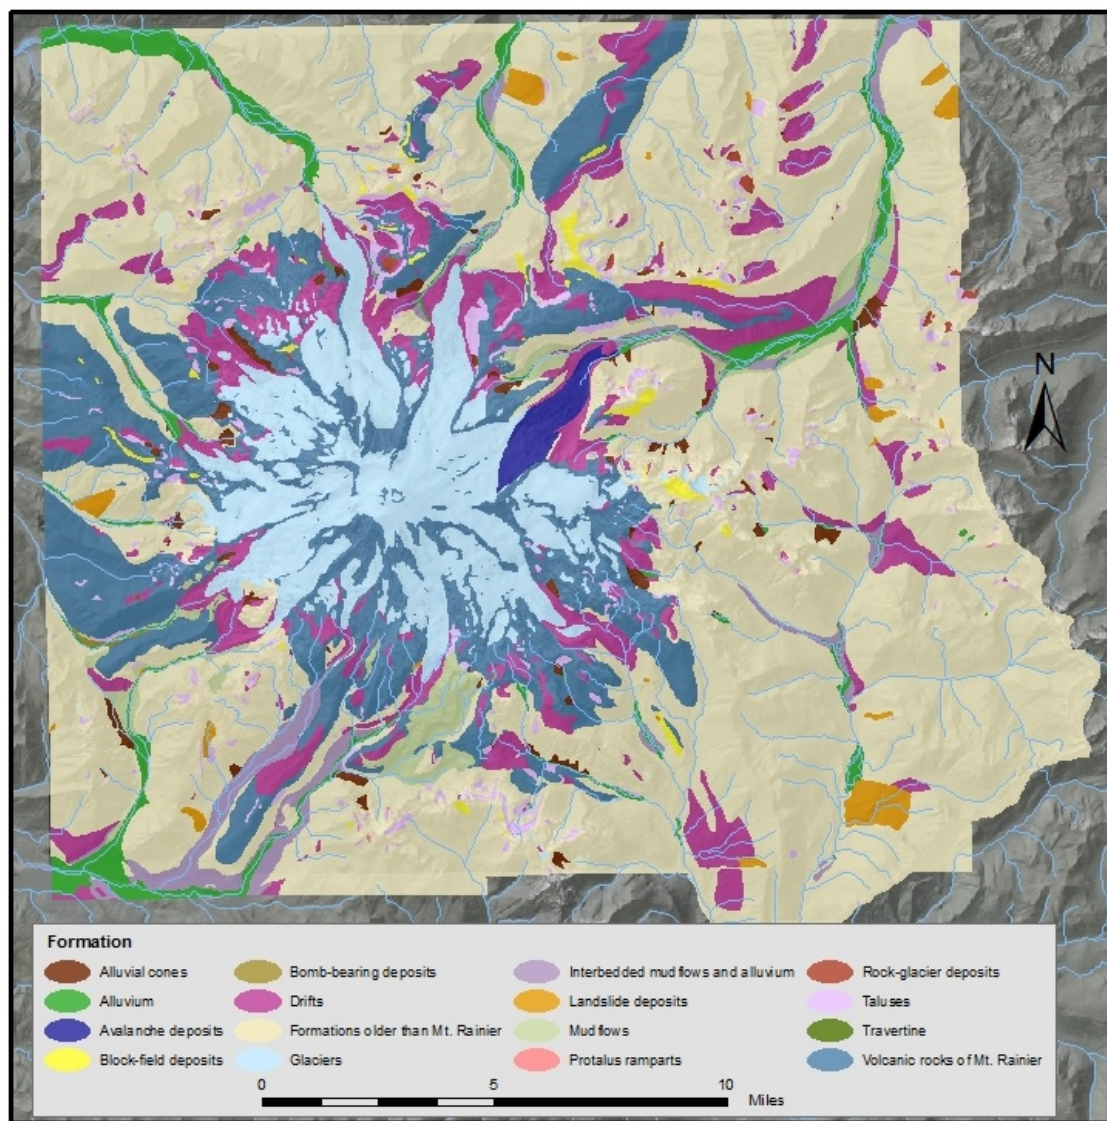 N
Formation
Alluvial cones
Bomb-bearing deposits
Interbedded mudflows and alluvium
Rock-glacier deposits
Alluvium
Drifts
Landslide deposits
Taluses
Avalanche deposits
Formations older than Mt. Rainier
Mudflows
Travertine
Block-field deposits
Glaciers
Protalus ramparts
Volcanic rocks of Mt. Rainier
0 5 10
Miles